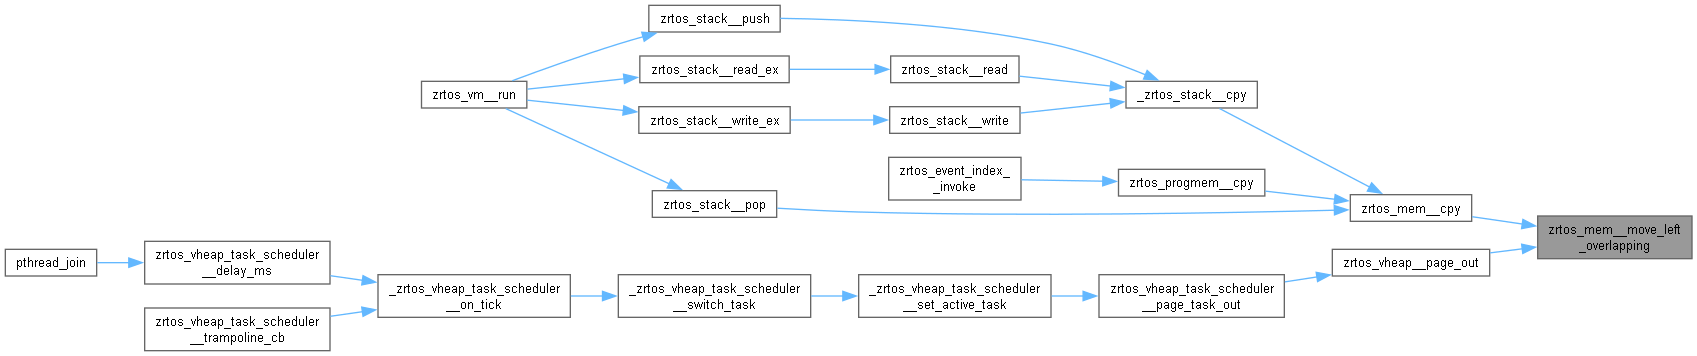 zrtos_stack__push
zrtos_stack__read_ex
zrtos_stack__read
zrtos_vm__run
_zrtos_stack__cpy
zrtos_stack__write_ex
zrtos_stack__write
zrtos_event_index_
_invoke
zrtos_progmem__cpy
zrtos_stack__pop
zrtos_mem__cpy
zrtos_mem__move_left
_overlapping
pthread_join
zrtos_vheap_task_scheduler
__delay_ms
zrtos_vheap__page_out
_zrtos_vheap_task_scheduler
__on_tick
_zrtos_vheap_task_scheduler
__switch_task
_zrtos_vheap_task_scheduler
__set_active_task
zrtos_vheap_task_scheduler
__page_task_out
zrtos_vheap_task_scheduler
__trampoline_cb